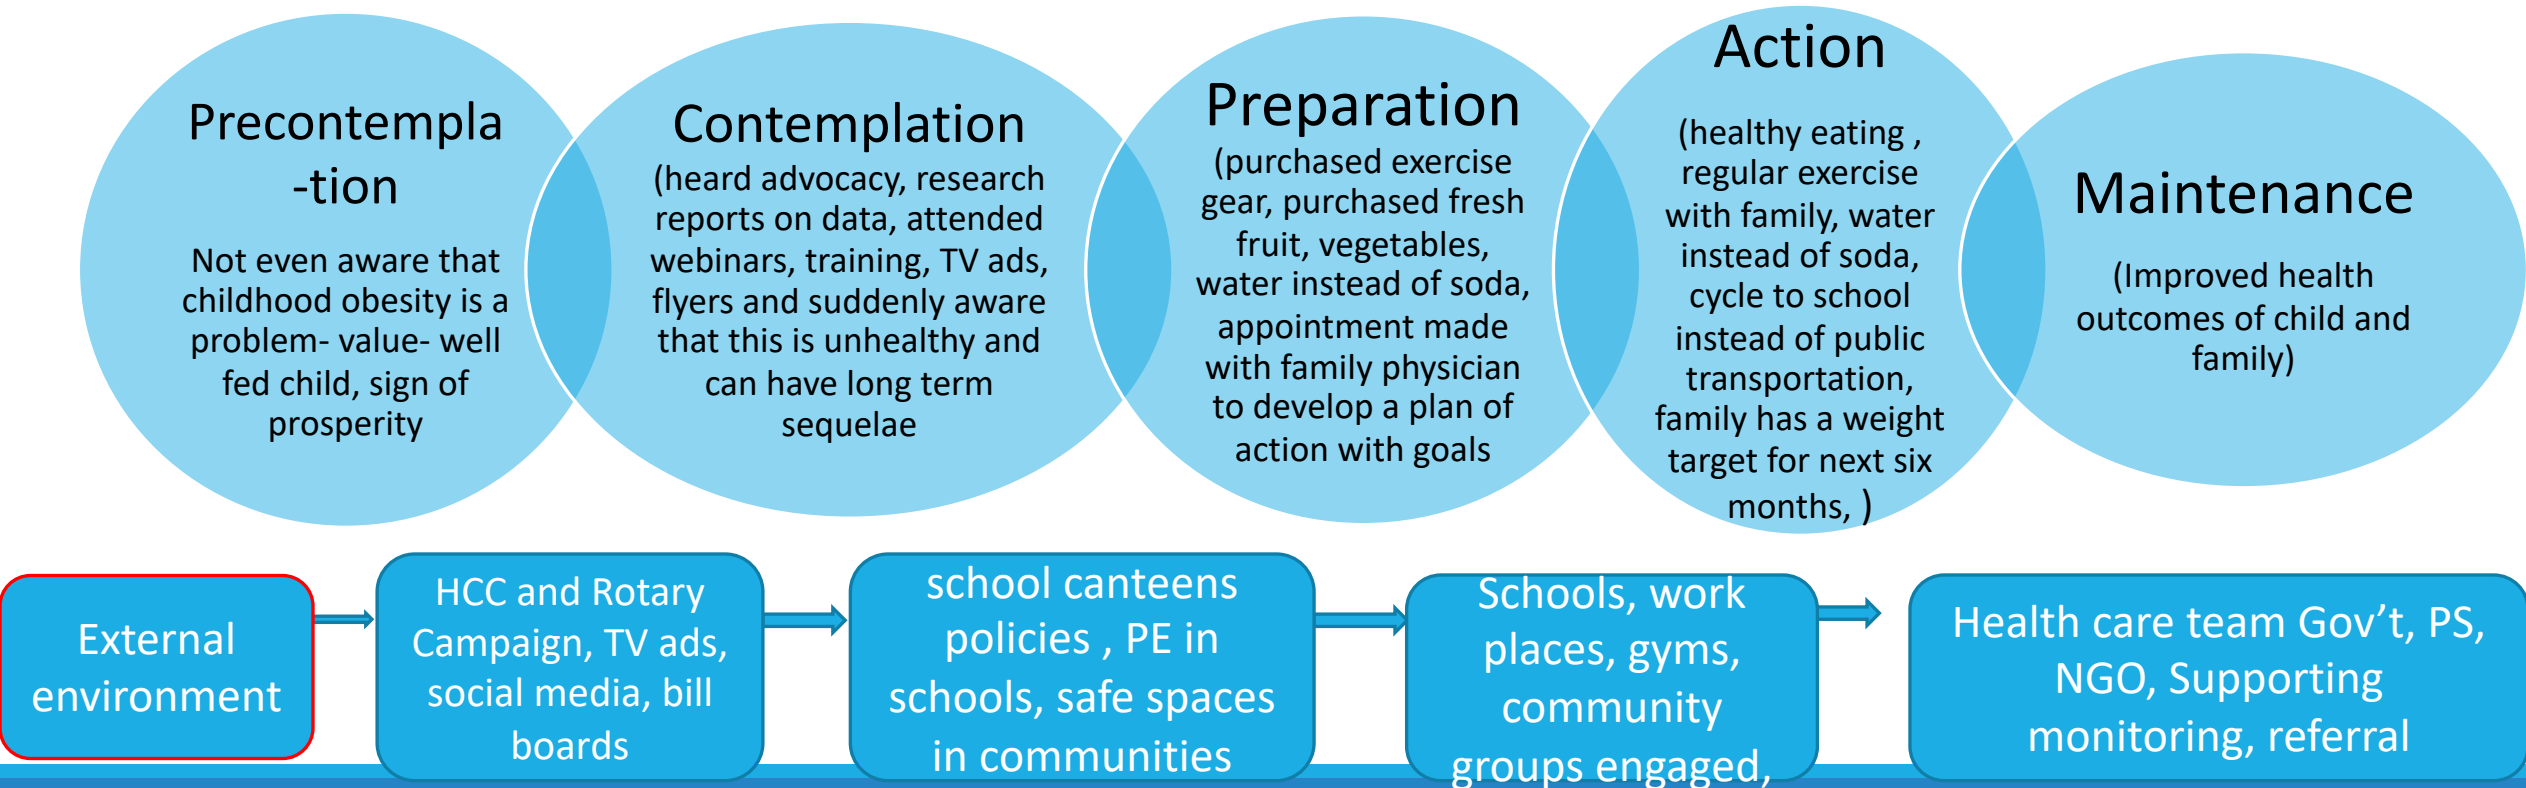 Precontempla
-tion
Not even aware that
childhood obesity is a
problem- value- well
fed child, sign of
prosperity
Contemplation
(heard advocacy, research
reports on data, attended
webinars, training, TV ads,
flyers and suddenly aware
that this is unhealthy and
can have long term
sequelae
Preparation
(purchased exercise
gear, purchased fresh
fruit, vegetables,
water instead of soda,
appointment made
with family physician
to develop a plan of
action with goals
Action
(healthy eating ,
regular exercise
with family, water
instead of soda,
cycle to school
instead of public
transportation,
family has a weight
target for next six
months, )
Maintenance
(Improved health
outcomes of child and
family)
External
environment
HCC and Rotary
Campaign, TV ads,
social media, bill
boards
school canteens
policies , PE in
schools, safe spaces
in communities
Schools, work
places, gyms,
community
groups engaged,
Health care team Gov’t, PS,
NGO, Supporting
monitoring, referral